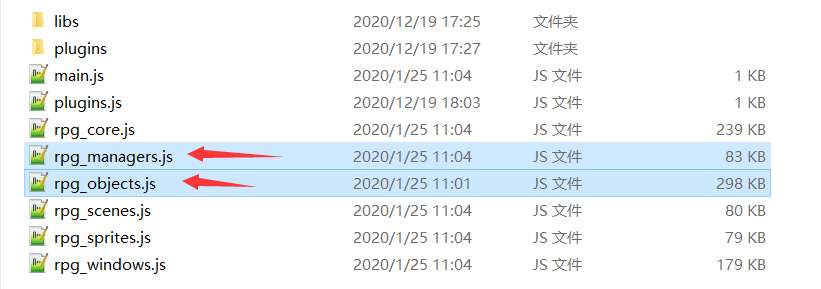 libs 2020/12/19 17:25 文件夹
plugins 2020/12/19 17:27 文件夹
main.js 2020/1/25 11:04 JS 文件 1 KB
plugins.js 2020/12/19 18:03 JS 文件 1 KB
rpg_core.js 2020/1/25 11:04 JS 文件 239 KB
rpg_managers.js 2020/1/25 11:04 JS 文件 83 KB
rpg_objects.js 2020/1/25 11:01 JS 文件 298 KB
rpg_scenes.js 2020/1/25 11:04 JS 文件 80 KB
rpg_sprites.js 2020/1/25 11:04 JS 文件 79 KB
rpg_windows.js 2020/1/25 11:04 JS 文件 179 KB